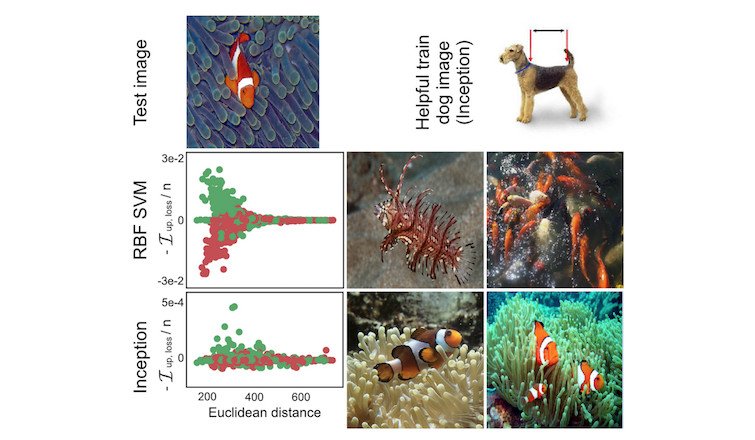 Test image
Helpful train
dog image
(Inception)
RBF SVM
- 𝓘 up, loss / n
3e-2
0
-3e-2
Inception
- 𝓘 up, loss / n
5e-4
0
200 400 600
Euclidean distance